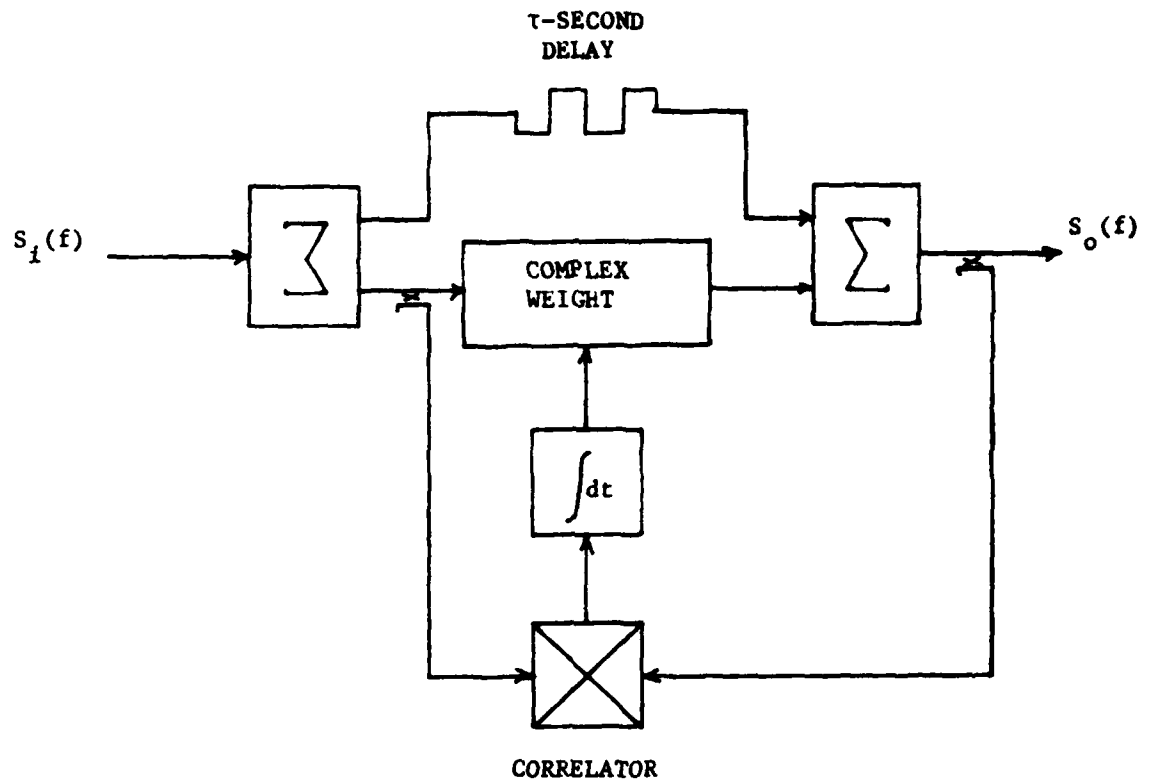 τ-SECOND
DELAY
S_i(f)
Σ
COMPLEX
WEIGHT
Σ
S_o(f)
∫dt
CORRELATOR